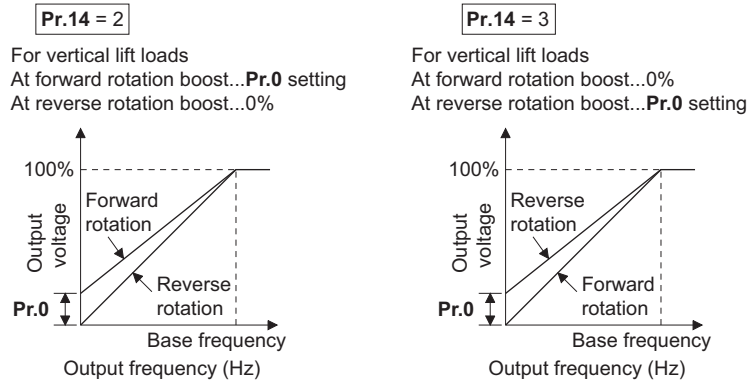 Pr.14 = 2
For vertical lift loads
At forward rotation boost...Pr.0 setting
At reverse rotation boost...0%
100%
Output
voltage
Forward
rotation
Reverse
rotation
Pr.0
Base frequency
Output frequency (Hz)
Pr.14 = 3
For vertical lift loads
At forward rotation boost...0%
At reverse rotation boost...Pr.0 setting
100%
Output
voltage
Reverse
rotation
Forward
rotation
Pr.0
Base frequency
Output frequency (Hz)